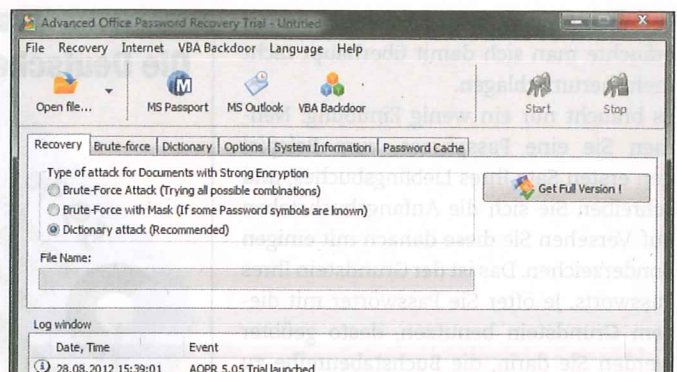 Advanced Office Password Recovery Trial - Untitled
File Recovery Internet VBA Backdoor Language Help
Open file... MS Passport MS Outlook VBA Backdoor Start Stop
Recovery Brute-force Dictionary Options System Information Password Cache
Type of attack for Documents with Strong Encryption
Brute-Force Attack (Trying all possible combinations)
Brute-Force with Mask (If some Password symbols are known)
Get Full Version !
Dictionary attack (Recommended)
File Name:
Log window
Date, Time Event
28.08.2012 15:39:01 AOPR 5.05 Trial launched